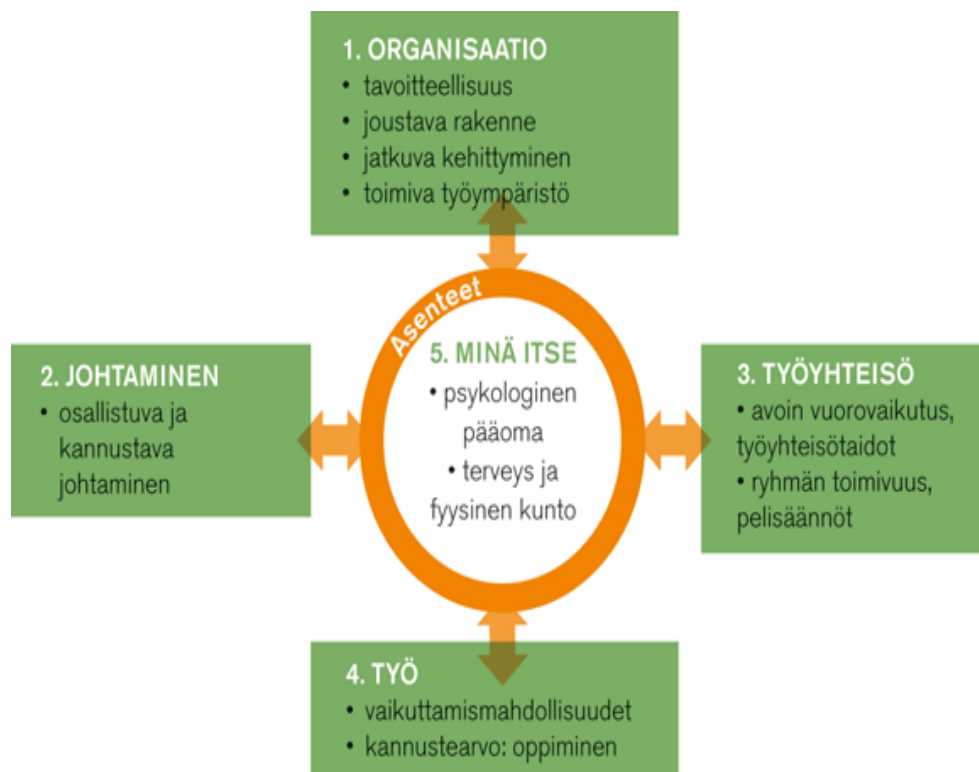 1. ORGANISAATIO
• tavoitteellisuus
• joustava rakenne
• jatkuva kehittyminen
• toimiva työympäristö
Asenteet
5. MINÄ ITSE
• psykologinen
pääoma
• terveys ja
fyysinen kunto
2. JOHTAMINEN
• osallistuva ja
kannustava
johtaminen
3. TYÖYHTEISÖ
• avoin vuorovaikutus,
työyhteisötaidot
• ryhmän toimivuus,
pelisäännöt
4. TYÖ
• vaikuttamismahdollisuudet
• kannustearvo: oppiminen